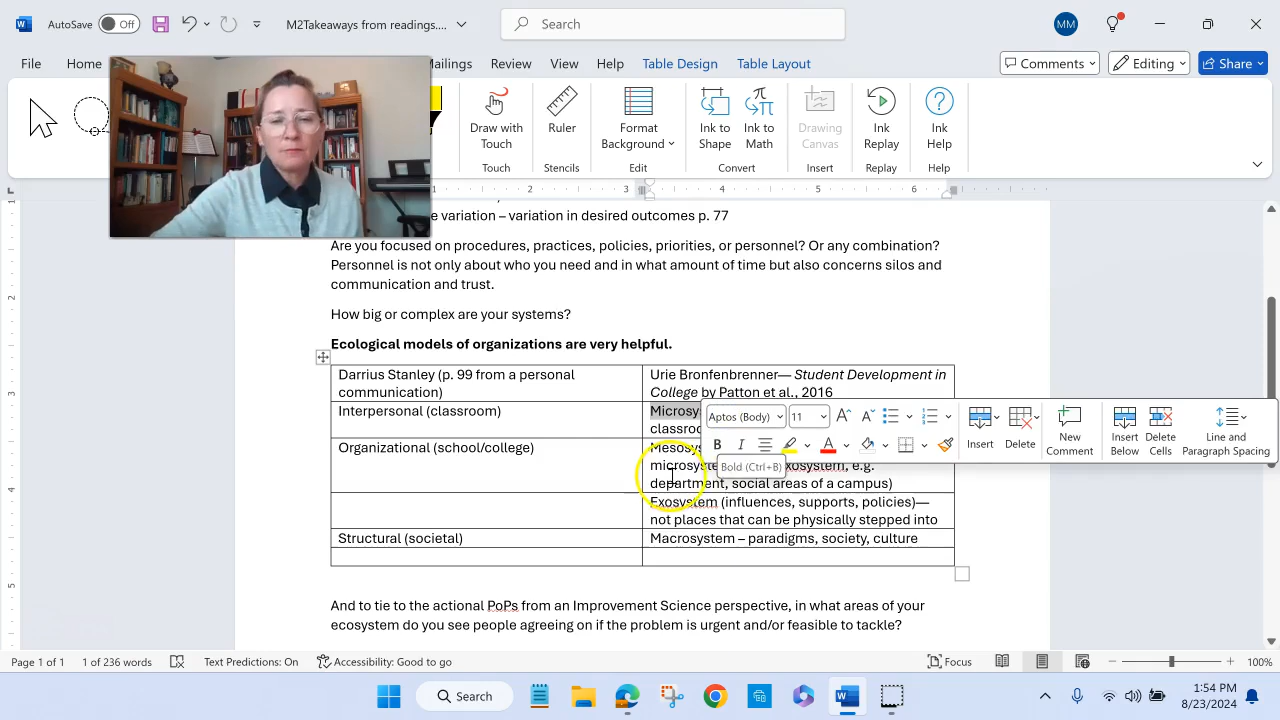 AutoSave Off M2Takeaways from readings.... Search MM
File Home Mailings Review View Help Table Design Table Layout Comments Editing Share
Draw with Touch
Ruler
Format Background
Ink to Shape
Ink to Math
Drawing Canvas
Ink Replay
Ink Help
Touch Stencils Edit Convert Insert Replay Help
1 2 3 4 5 6
variation – variation in desired outcomes p. 77
Are you focused on procedures, practices, policies, priorities, or personnel? Or any combination?
Personnel is not only about who you need and in what amount of time but also concerns silos and
communication and trust.
How big or complex are your systems?
Ecological models of organizations are very helpful.
Darrius Stanley (p. 99 from a personal
communication)
Urie Bronfenbrenner— Student Development in
College by Patton et al., 2016
Interpersonal (classroom)
Organizational (school/college)
department, social areas of a campus)
Exosystem (influences, supports, policies)—
not places that can be physically stepped into
Structural (societal)
Macrosystem – paradigms, society, culture
Aptos (Body) 11
Insert Delete
New Comment
Insert Below
Delete Cells
Line and Paragraph Spacing
Bold (Ctrl+B)
And to tie to the actional PoPs from an Improvement Science perspective, in what areas of your
ecosystem do you see people agreeing on if the problem is urgent and/or feasible to tackle?
Page 1 of 1 1 of 236 words Text Predictions: On Accessibility: Good to go Focus 100%
Search
1:54 PM
8/23/2024